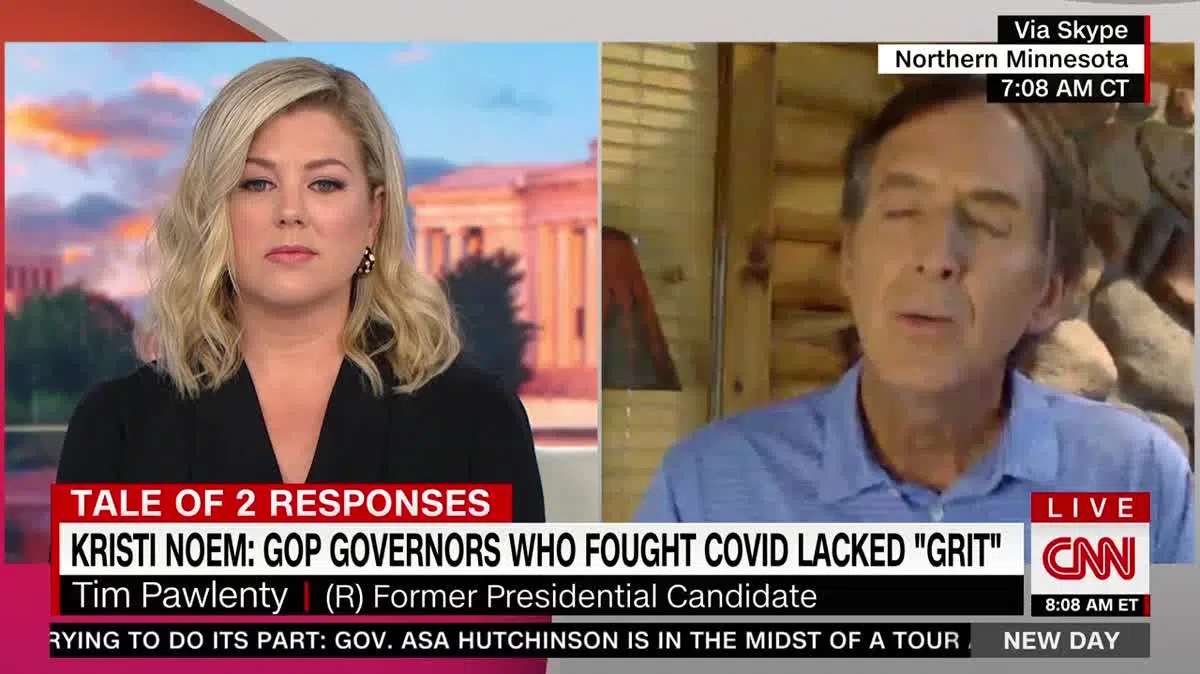 Via Skype
Northern Minnesota
7:08 AM CT
TALE OF 2 RESPONSES
KRISTI NOEM: GOP GOVERNORS WHO FOUGHT COVID LACKED "GRIT"
Tim Pawlenty | (R) Former Presidential Candidate
LIVE
CNN
8:08 AM ET
RYING TO DO ITS PART: GOV. ASA HUTCHINSON IS IN THE MIDST OF A TOUR
NEW DAY